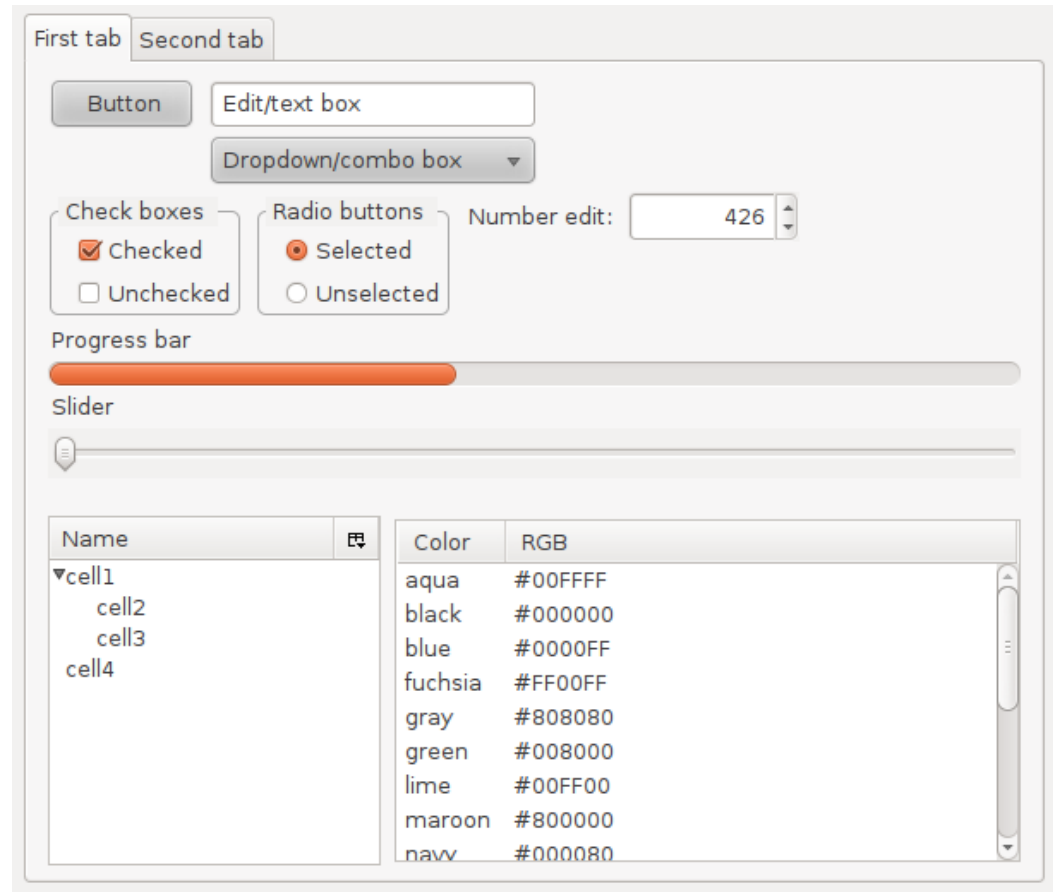 First tab Second tab
Button Edit/text box
Dropdown/combo box
Check boxes Radio buttons Number edit: 426
Checked Selected
Unchecked Unselected
Progress bar
Slider
Name
cell1
cell2
cell3
cell4
Color RGB
aqua #00FFFF
black #000000
blue #0000FF
fuchsia #FF00FF
gray #808080
green #008000
lime #00FF00
maroon #800000
navy #000080